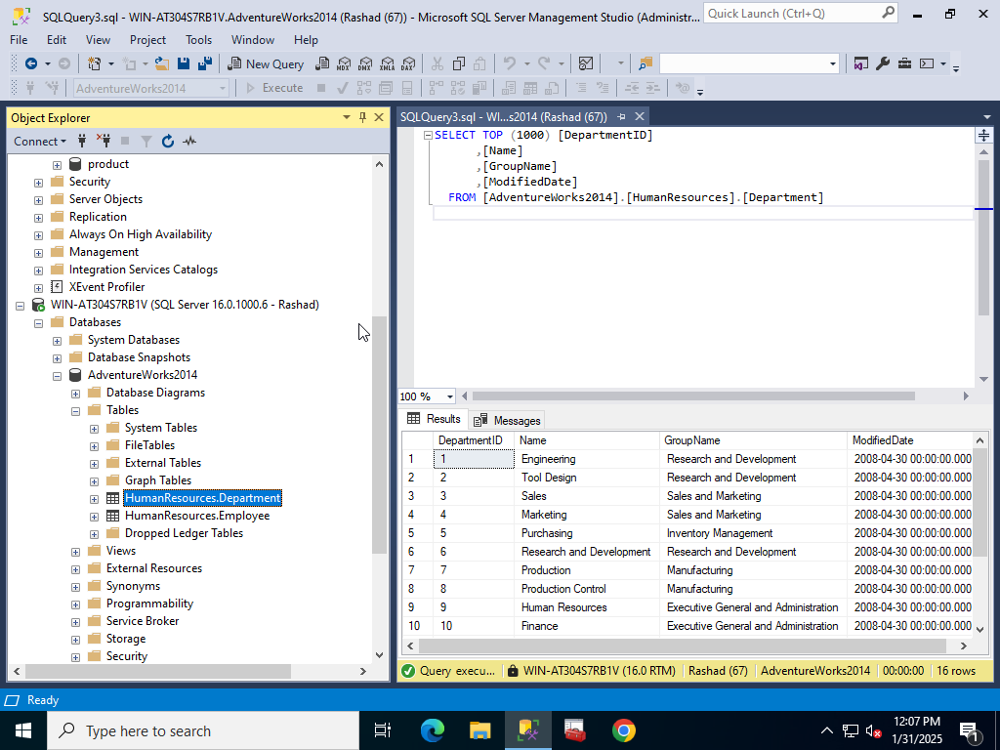 SQLQuery3.sql - WIN-AT304S7RB1V.AdventureWorks2014 (Rashad (67)) - Microsoft SQL Server Management Studio (Administr...
Quick Launch (Ctrl+Q)
File Edit View Project Tools Window Help
New Query
MDX DMX XMLA DAX
AdventureWorks2014
Execute
Object Explorer
Connect
product
Security
Server Objects
Replication
Always On High Availability
Management
Integration Services Catalogs
XEvent Profiler
WIN-AT304S7RB1V (SQL Server 16.0.1000.6 - Rashad)
Databases
System Databases
Database Snapshots
AdventureWorks2014
Database Diagrams
Tables
System Tables
FileTables
External Tables
Graph Tables
HumanResources.Department
HumanResources.Employee
Dropped Ledger Tables
Views
External Resources
Synonyms
Programmability
Service Broker
Storage
Security
SQLQuery3.sql - WI...s2014 (Rashad (67))
SELECT TOP (1000) [DepartmentID]
,[Name]
,[GroupName]
,[ModifiedDate]
FROM [AdventureWorks2014].[HumanResources].[Department]
100 %
Results Messages
DepartmentID Name GroupName ModifiedDate
1 1 Engineering Research and Development 2008-04-30 00:00:00.000
2 2 Tool Design Research and Development 2008-04-30 00:00:00.000
3 3 Sales Sales and Marketing 2008-04-30 00:00:00.000
4 4 Marketing Sales and Marketing 2008-04-30 00:00:00.000
5 5 Purchasing Inventory Management 2008-04-30 00:00:00.000
6 6 Research and Development Research and Development 2008-04-30 00:00:00.000
7 7 Production Manufacturing 2008-04-30 00:00:00.000
8 8 Production Control Manufacturing 2008-04-30 00:00:00.000
9 9 Human Resources Executive General and Administration 2008-04-30 00:00:00.000
10 10 Finance Executive General and Administration 2008-04-30 00:00:00.000
Query execu... WIN-AT304S7RB1V (16.0 RTM) Rashad (67) AdventureWorks2014 00:00:00 16 rows
Ready
Type here to search
12:07 PM
1/31/2025
1